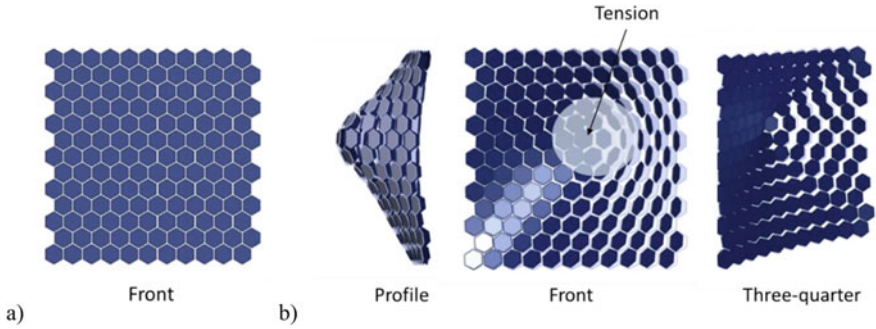 Tension
Front
Profile
Front
Three-quarter
a)
b)